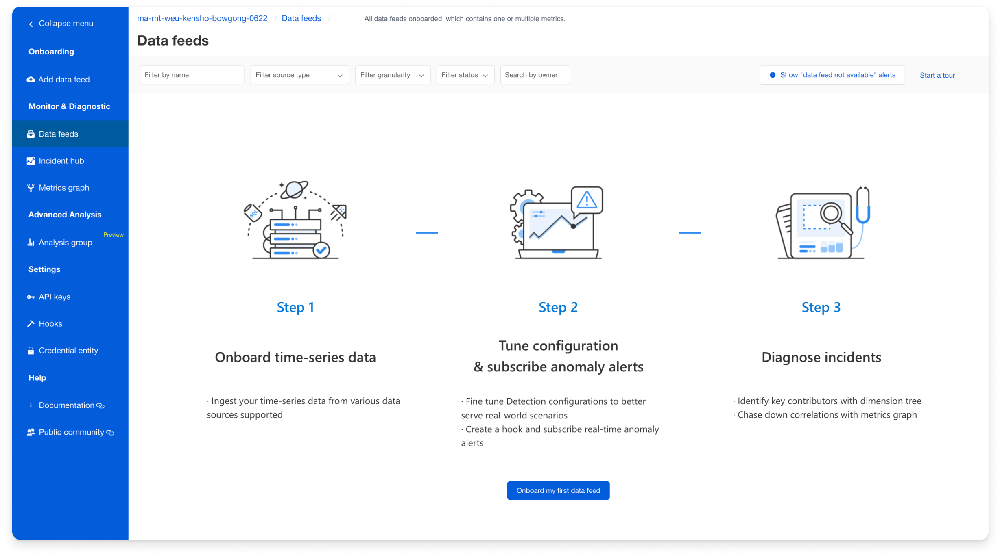 Collapse menu
Onboarding
Add data feed
Monitor & Diagnostic
Data feeds
Incident hub
Metrics graph
Advanced Analysis
Preview
Analysis group
Settings
API keys
Hooks
Credential entity
Help
Documentation
Public community
ma-mt-weu-kensho-bowgong-0622 / Data feeds /
All data feeds onboarded, which contains one or multiple metrics.
Data feeds
Filter by name
Filter source type
Filter granularity
Filter status
Search by owner
Show "data feed not available" alerts
Start a tour
SQL
Step 1
Onboard time-series data
· Ingest your time-series data from various data
sources supported
Step 2
Tune configuration
& subscribe anomaly alerts
· Fine tune Detection configurations to better
serve real-world scenarios
· Create a hook and subscribe real-time anomaly
alerts
Step 3
Diagnose incidents
· Identify key contributors with dimension tree
· Chase down correlations with metrics graph
Onboard my first data feed